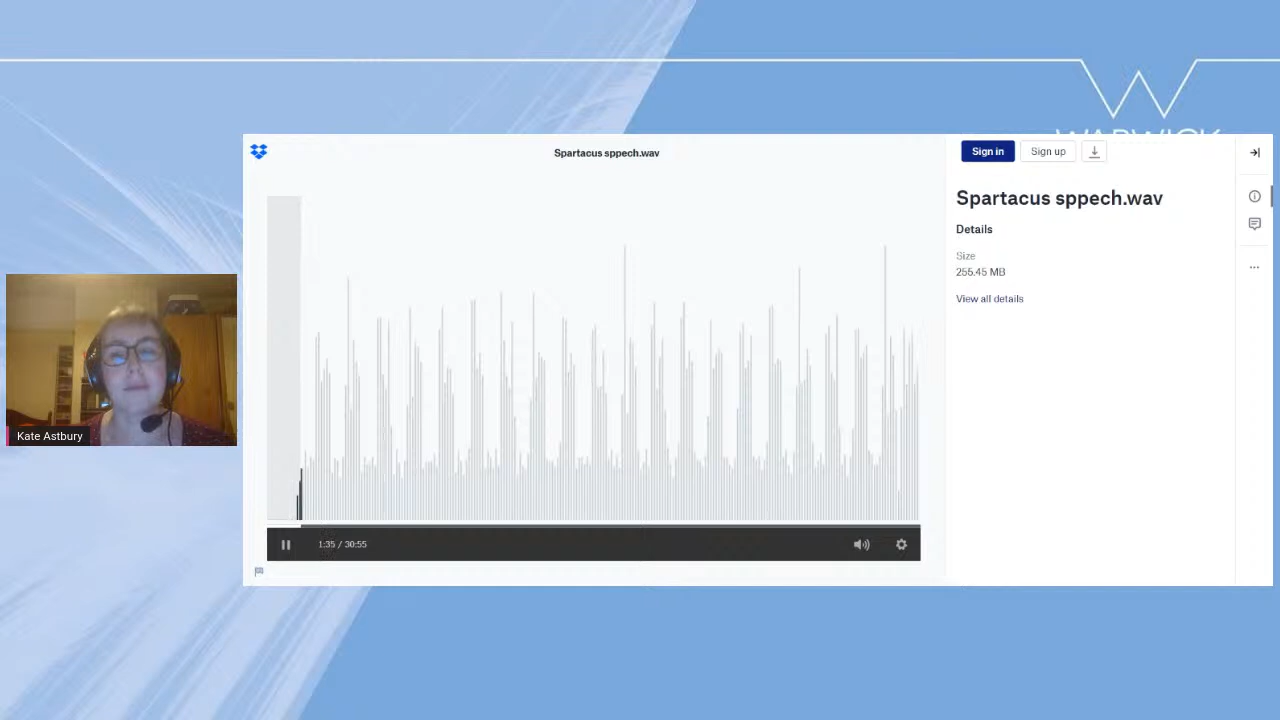 WARWICK
Spartacus sppech.wav
Sign in
Sign up
Spartacus sppech.wav
Details
Size
255.45 MB
View all details
Kate Astbury
1:35 / 30:55